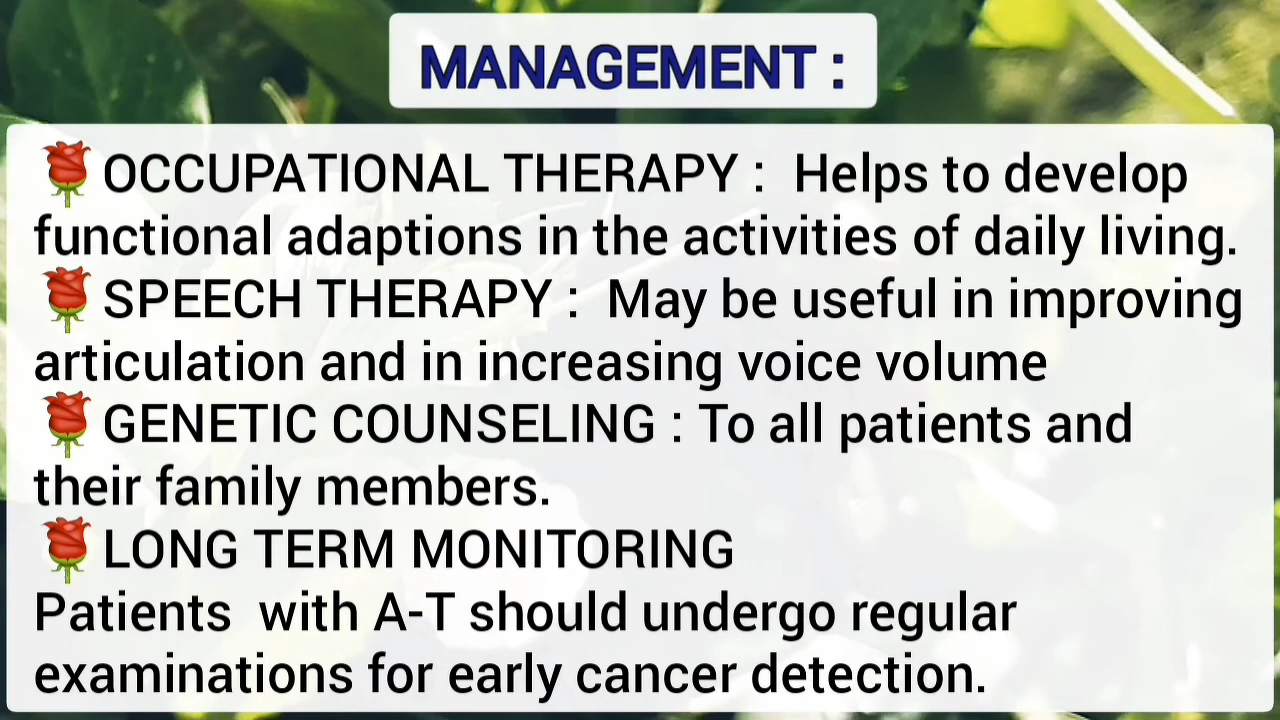 MANAGEMENT :
🌹OCCUPATIONAL THERAPY :  Helps to develop
functional adaptions in the activities of daily living.
🌹SPEECH THERAPY :  May be useful in improving
articulation and in increasing voice volume
🌹GENETIC COUNSELING : To all patients and
their family members.
🌹LONG TERM MONITORING
Patients  with A-T should undergo regular
examinations for early cancer detection.